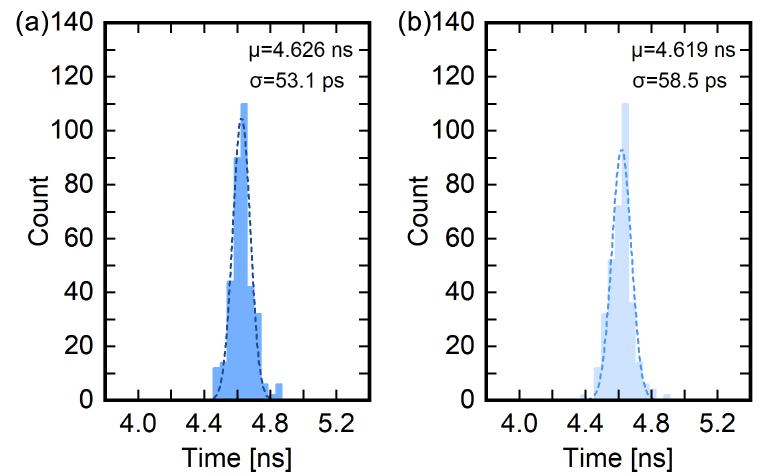 (a)
140
120
100
80
60
40
20
0
Count
μ=4.626 ns
σ=53.1 ps
4.0 4.4 4.8 5.2
Time [ns]
(b)
140
120
100
80
60
40
20
0
Count
μ=4.619 ns
σ=58.5 ps
4.0 4.4 4.8 5.2
Time [ns]